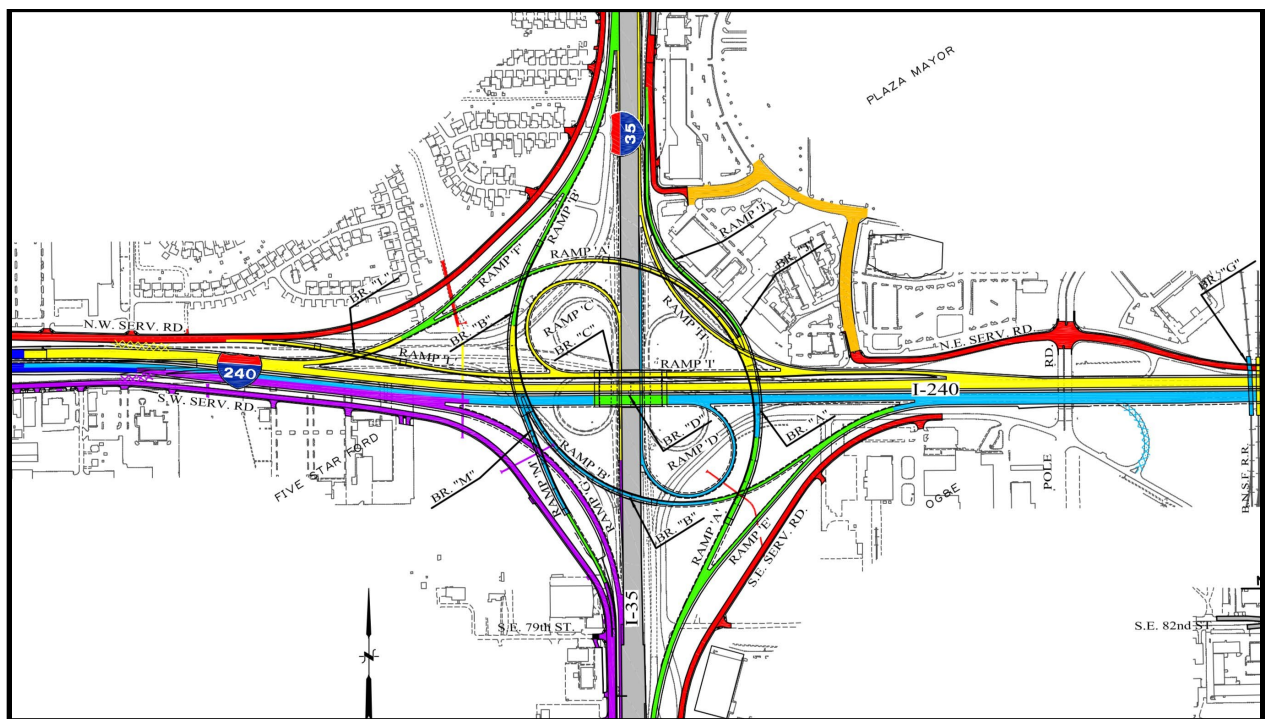 PLAZA MAYOR
35
RAMP 'B'
RAMP 'J'
RAMP 'F'
RAMP 'A'
BR. "J"
BR. "G"
BR. "L"
RAMP 'C'
N.W. SERV. RD.
BR. "B"
BR. "C"
N.E. SERV. RD.
RAMP 'L'
RAMP 'I'
240
I-240
S.W. SERV. RD.
BR. "D"
BR. "A"
RAMP 'D'
FIVE STAR FORD
RAMP 'B'
RD.
POLE
BR. "M"
RAMP 'M'
RAMP 'G'
OGBE
B.N.S.F. R.R.
BR. "B"
RAMP 'A'
RAMP 'E'
S.E. SERV. RD.
I-35
S.E. 79th ST.
S.E. 82nd ST.
N